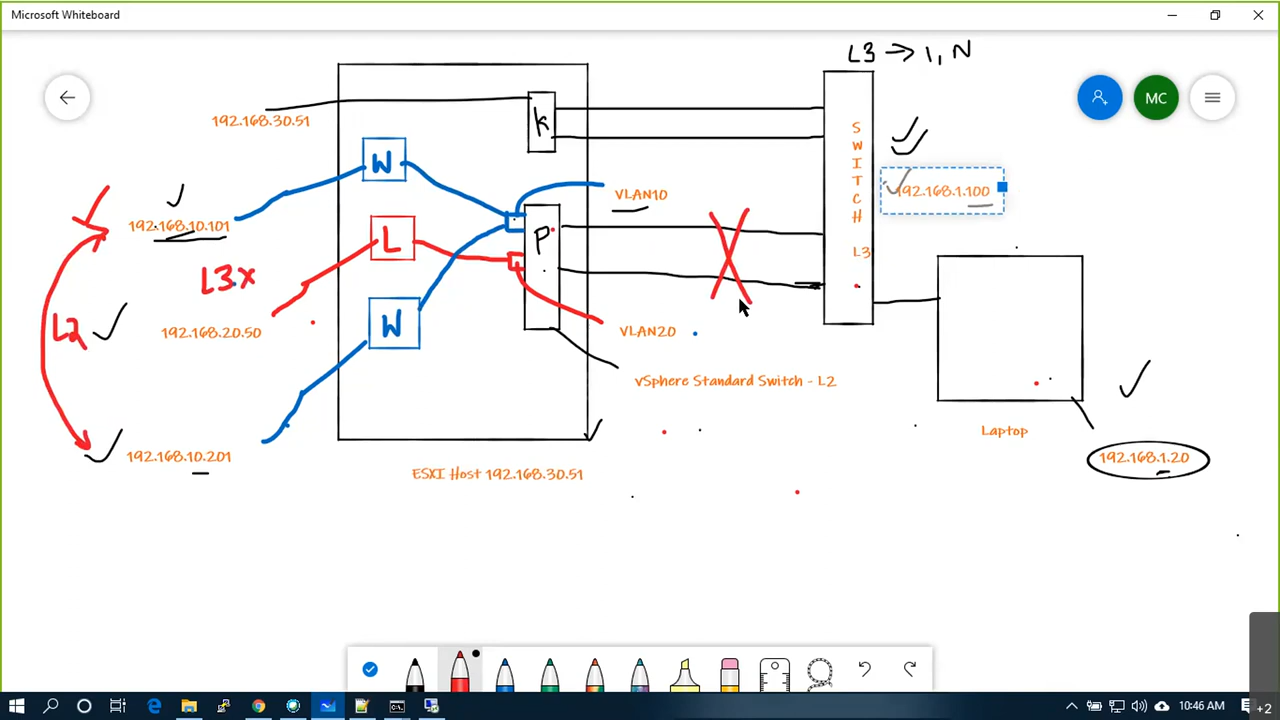 Microsoft Whiteboard
L3 → 1, N
MC
192.168.30.51
K
W
192.168.10.101
L
L3x
192.168.20.50
L2
W
192.168.10.201
P
VLAN10
VLAN20
vSphere Standard Switch - L2
ESXI Host 192.168.30.51
SWITCH
L3
192.168.1.100
Laptop
192.168.1.20
10:46 AM
+2